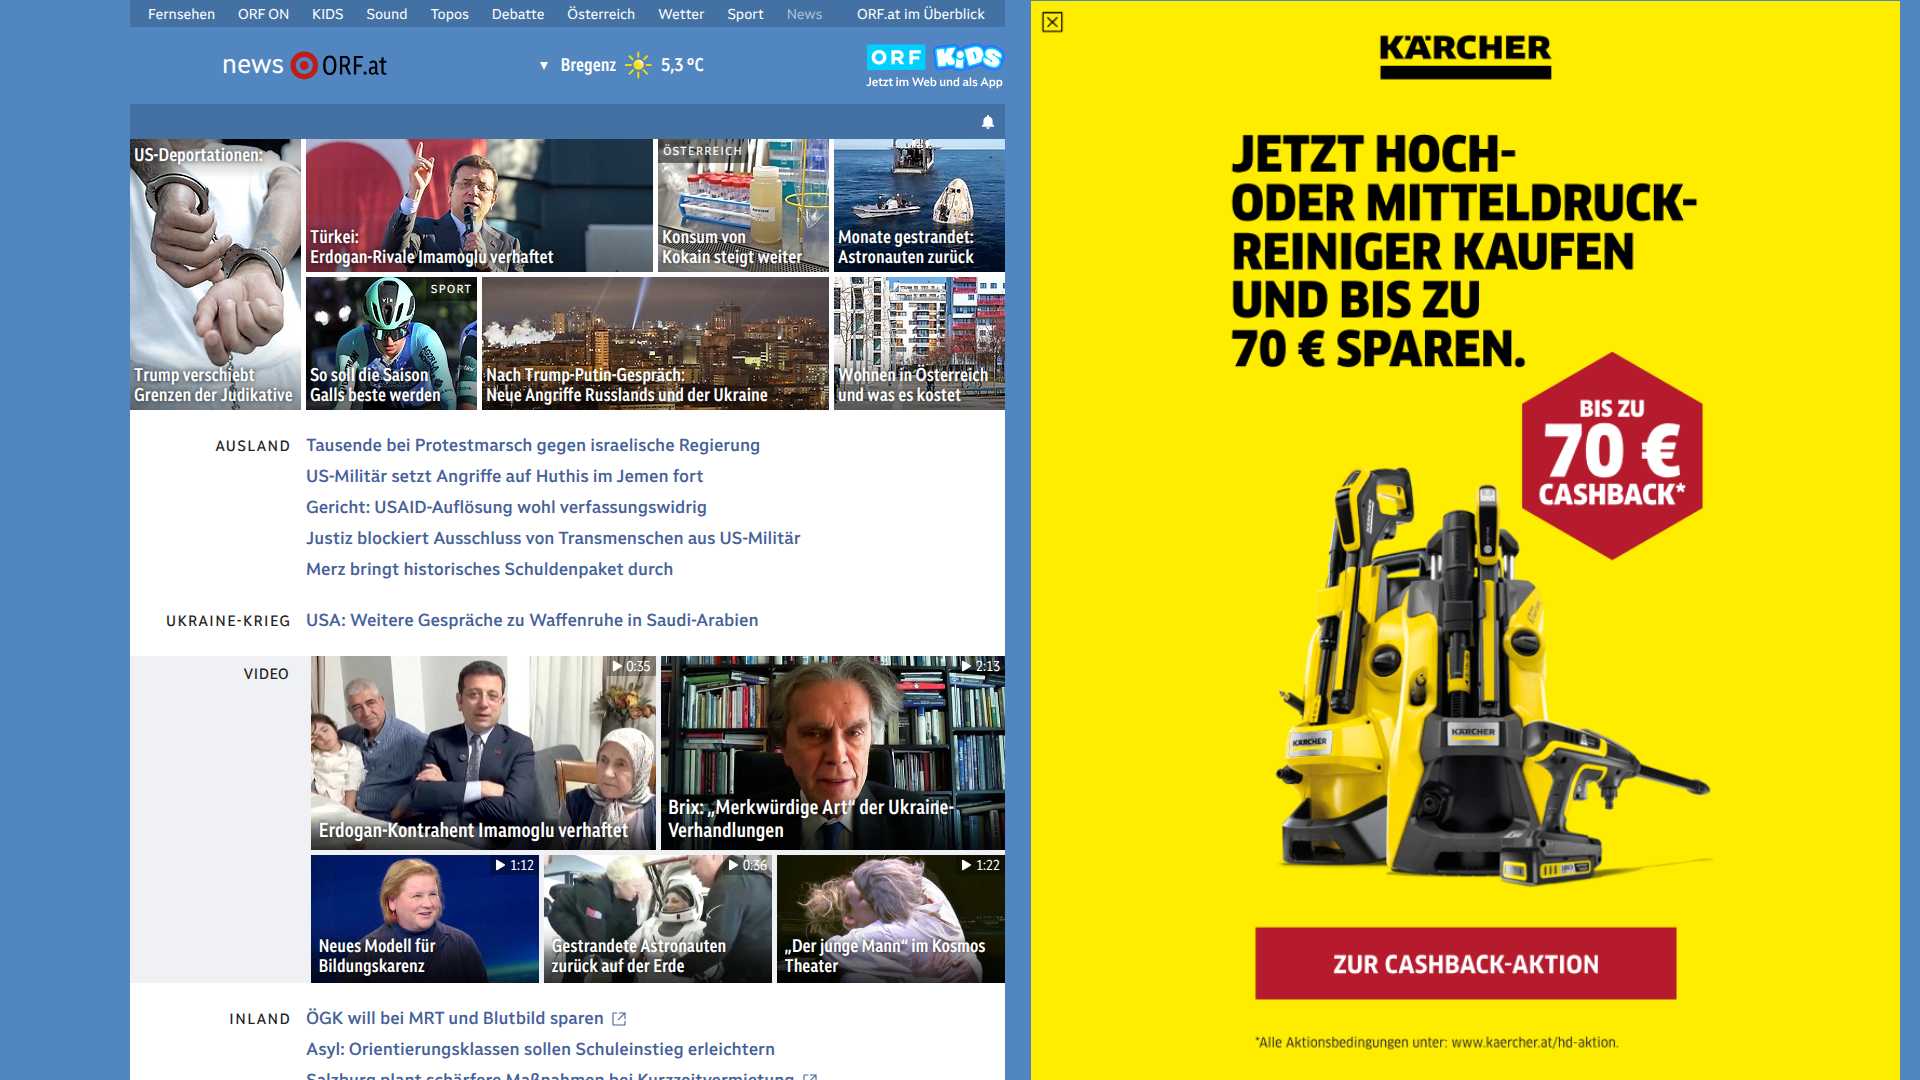 Fernsehen ORF ON KIDS Sound Topos Debatte Österreich Wetter Sport News ORF.at im Überblick
news ORF.at
▼ Bregenz 5,3 °C
ORF KiDS
Jetzt im Web und als App
US-Deportationen:
Trump verschiebt
Grenzen der Judikative
Türkei:
Erdogan-Rivale Imamoglu verhaftet
ÖSTERREICH
Konsum von
Kokain steigt weiter
Monate gestrandet:
Astronauten zurück
SPORT
So soll die Saison
Galls beste werden
Nach Trump-Putin-Gespräch:
Neue Angriffe Russlands und der Ukraine
Wohnen in Österreich
und was es kostet
AUSLAND
Tausende bei Protestmarsch gegen israelische Regierung
US-Militär setzt Angriffe auf Huthis im Jemen fort
Gericht: USAID-Auflösung wohl verfassungswidrig
Justiz blockiert Ausschluss von Transmenschen aus US-Militär
Merz bringt historisches Schuldenpaket durch
UKRAINE-KRIEG
USA: Weitere Gespräche zu Waffenruhe in Saudi-Arabien
VIDEO
0:35
Erdogan-Kontrahent Imamoglu verhaftet
2:13
Brix: „Merkwürdige Art“ der Ukraine-
Verhandlungen
1:12
Neues Modell für
Bildungskarenz
0:36
Gestrandete Astronauten
zurück auf der Erde
1:22
„Der junge Mann“ im Kosmos
Theater
INLAND
ÖGK will bei MRT und Blutbild sparen
Asyl: Orientierungsklassen sollen Schuleinstieg erleichtern
Salzburg plant schärfere Maßnahmen bei Kurzzeitvermietung
KÄRCHER
JETZT HOCH-
ODER MITTELDRUCK-
REINIGER KAUFEN
UND BIS ZU
70 € SPAREN.
BIS ZU
70 €
CASHBACK*
KÄRCHER
KÄRCHER
ZUR CASHBACK-AKTION
*Alle Aktionsbedingungen unter: www.kaercher.at/hd-aktion.